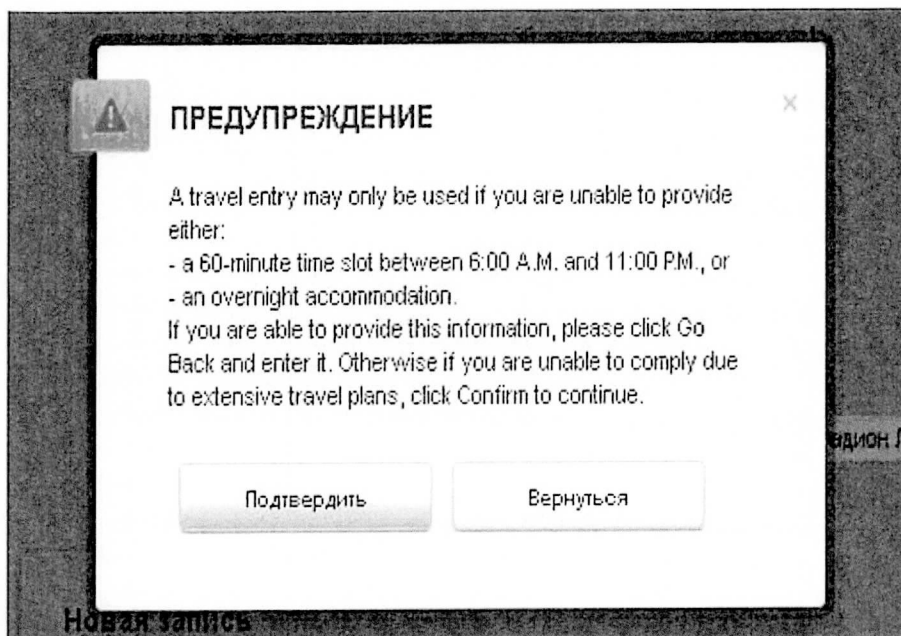 ПРЕДУПРЕЖДЕНИЕ
A travel entry may only be used if you are unable to provide
either:
- a 60-minute time slot between 6:00 A.M. and 11:00 P.M., or
- an overnight accommodation.
If you are able to provide this information, please click Go
Back and enter it. Otherwise if you are unable to comply due
to extensive travel plans, click Confirm to continue.
Подтвердить
Вернуться
Новая запись